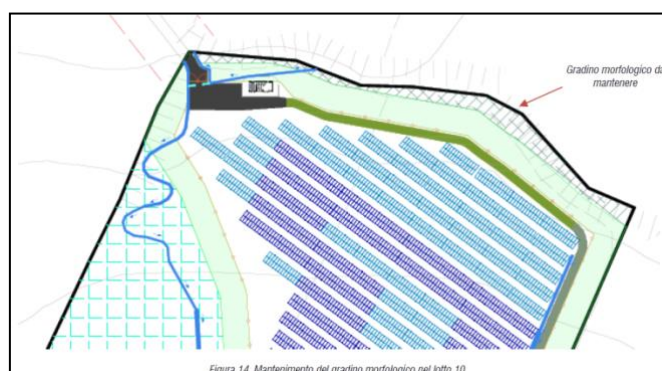 Gradino morfologico da
mantenere
Figura 14. Mantenimento del gradino morfologico nel lotto 10